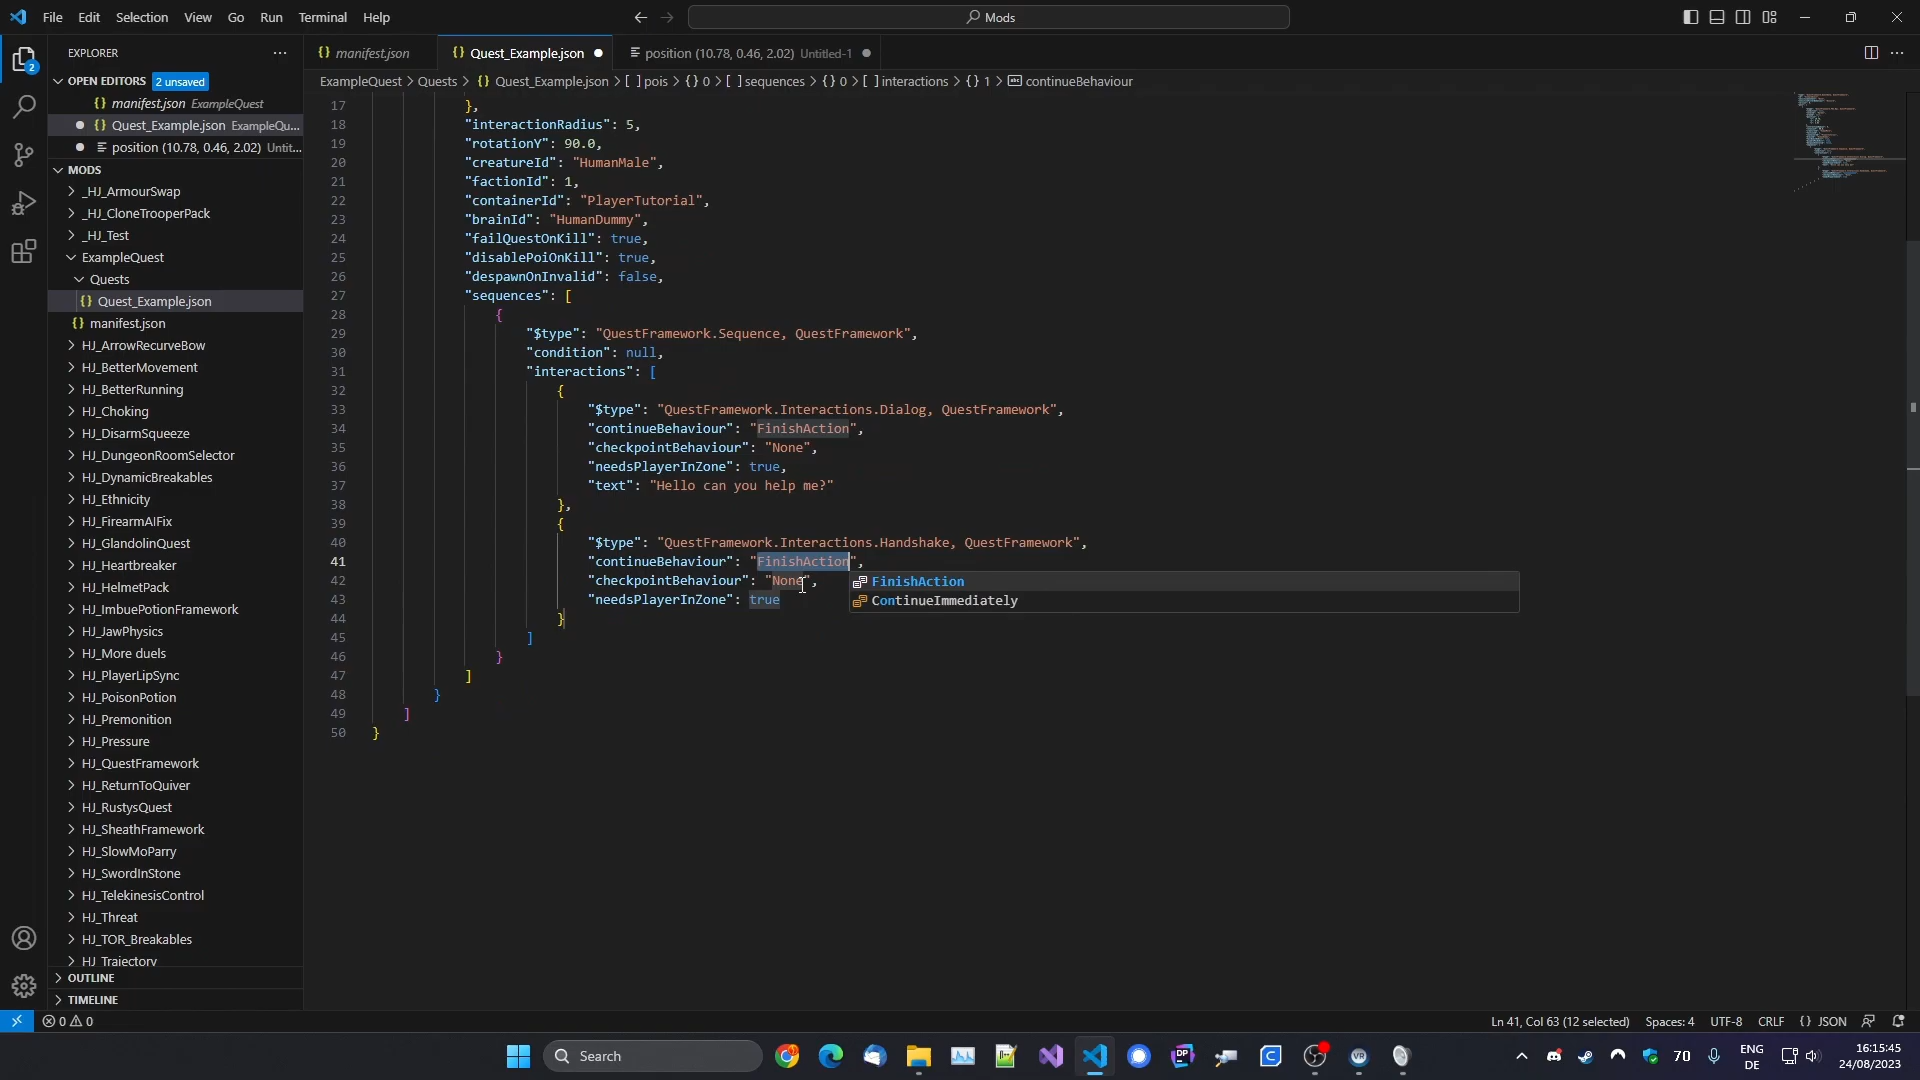 File Edit Selection View Go Run Terminal Help
Mods
EXPLORER
manifest.json
Quest_Example.json
position (10.78, 0.46, 2.02) Untitled-1
OPEN EDITORS 2 unsaved
ExampleQuest > Quests > {} Quest_Example.json > [ ] pois > {} 0 > [ ] sequences > {} 0 > [ ] interactions > {} 1 > continueBehaviour
manifest.json ExampleQuest
Quest_Example.json ExampleQu...
position (10.78, 0.46, 2.02) Untit...
MODS
_HJ_ArmourSwap
_HJ_CloneTrooperPack
_HJ_Test
ExampleQuest
Quests
Quest_Example.json
manifest.json
HJ_ArrowRecurveBow
HJ_BetterMovement
HJ_BetterRunning
HJ_Choking
HJ_DisarmSqueeze
HJ_DungeonRoomSelector
HJ_DynamicBreakables
HJ_Ethnicity
HJ_FirearmAIFix
HJ_GlandolinQuest
HJ_Heartbreaker
HJ_HelmetPack
HJ_ImbuePotionFramework
HJ_JawPhysics
HJ_More duels
HJ_PlayerLipSync
HJ_PoisonPotion
HJ_Premonition
HJ_Pressure
HJ_QuestFramework
HJ_ReturnToQuiver
HJ_RustysQuest
HJ_SheathFramework
HJ_SlowMoParry
HJ_SwordInStone
HJ_TelekinesisControl
HJ_Threat
HJ_TOR_Breakables
HJ_Trajectory
OUTLINE
TIMELINE
17 },
18 "interactionRadius": 5,
19 "rotationY": 90.0,
20 "creatureId": "HumanMale",
21 "factionId": 1,
22 "containerId": "PlayerTutorial",
23 "brainId": "HumanDummy",
24 "failQuestOnKill": true,
25 "disablePoiOnKill": true,
26 "despawnOnInvalid": false,
27 "sequences": [
28 {
29 "$type": "QuestFramework.Sequence, QuestFramework",
30 "condition": null,
31 "interactions": [
32 {
33 "$type": "QuestFramework.Interactions.Dialog, QuestFramework",
34 "continueBehaviour": "FinishAction",
35 "checkpointBehaviour": "None",
36 "needsPlayerInZone": true,
37 "text": "Hello can you help me?"
38 },
39 {
40 "$type": "QuestFramework.Interactions.Handshake, QuestFramework",
41 "continueBehaviour": "FinishAction",
42 "checkpointBehaviour": "None",
43 "needsPlayerInZone": true
44 }
45 ]
46 }
47 ]
48 }
49 ]
50 }
FinishAction
ContinueImmediately
0 0
Ln 41, Col 63 (12 selected) Spaces: 4 UTF-8 CRLF {} JSON
Search
70
ENG
DE
16:15:45
24/08/2023